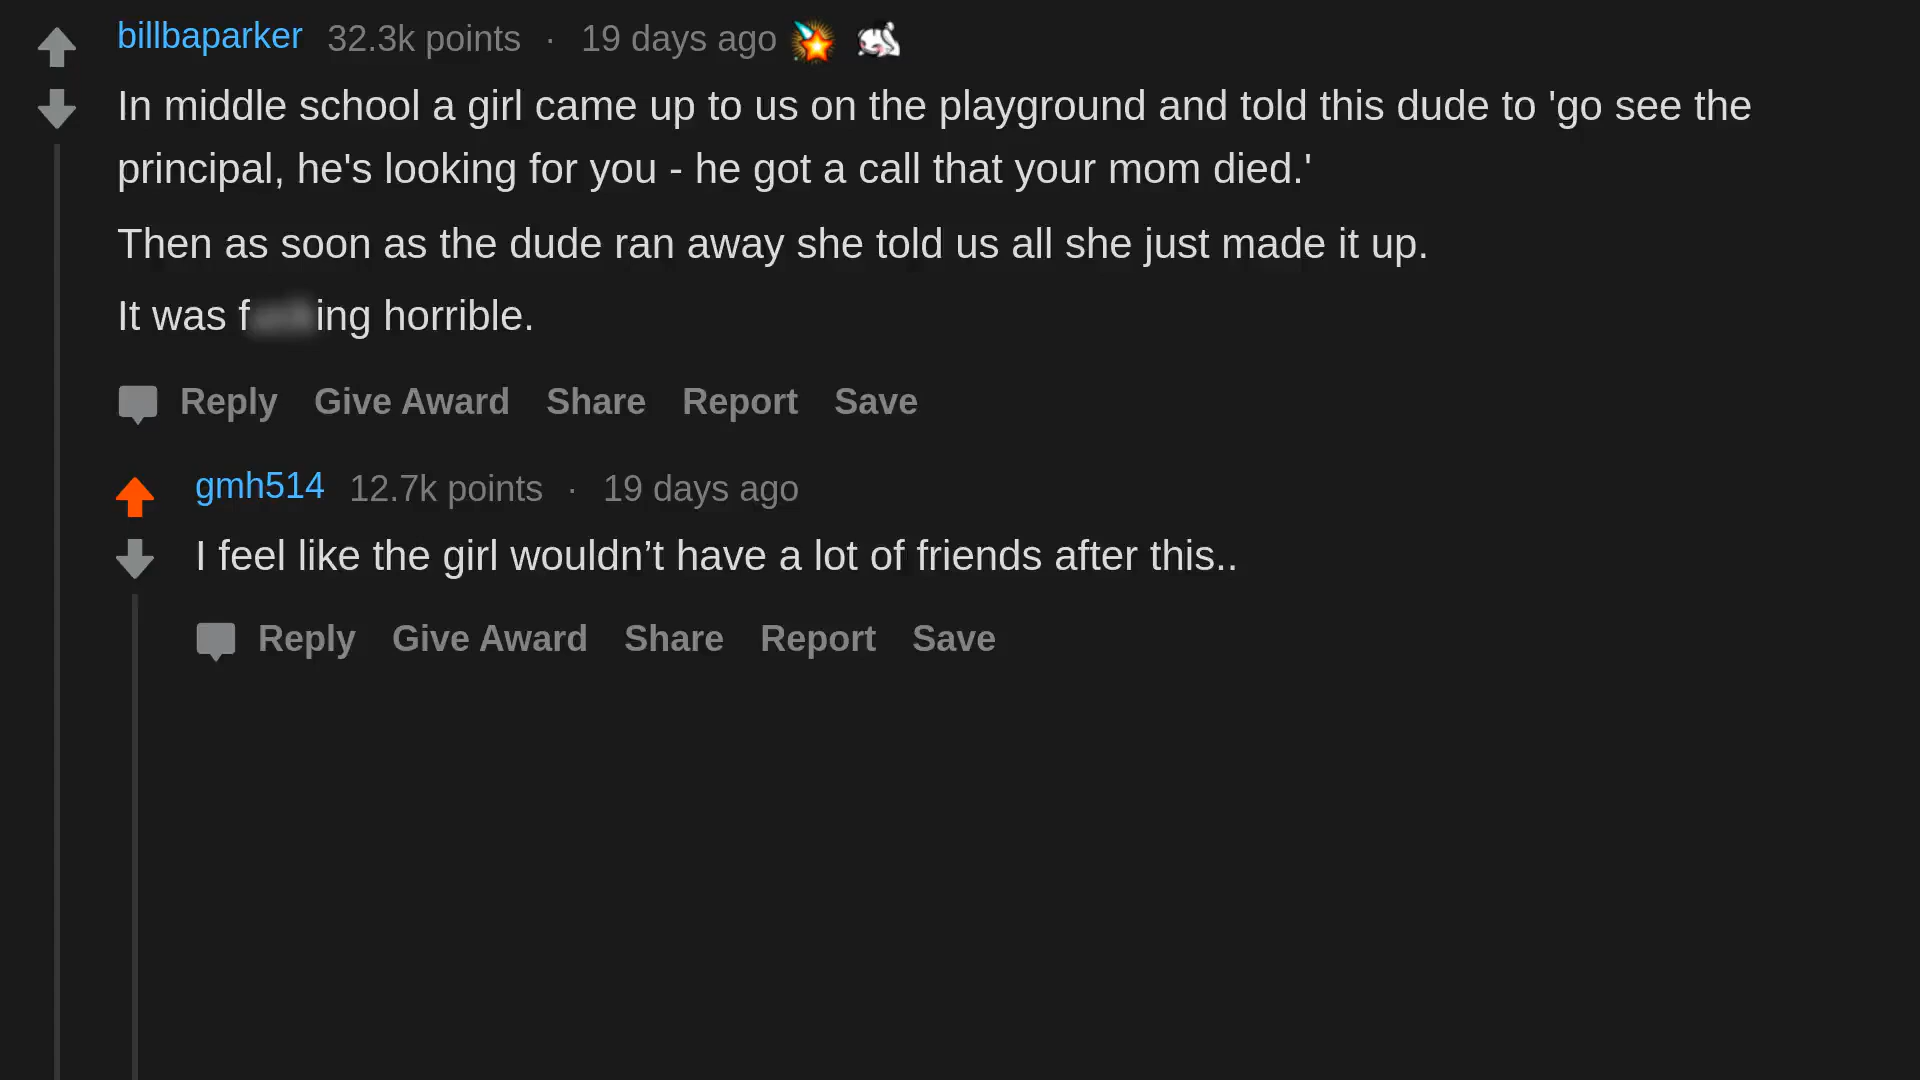 billbaparker 32.3k points · 19 days ago
In middle school a girl came up to us on the playground and told this dude to 'go see the
principal, he's looking for you - he got a call that your mom died.'
Then as soon as the dude ran away she told us all she just made it up.
It was f ing horrible.
Reply Give Award Share Report Save
gmh514 12.7k points · 19 days ago
I feel like the girl wouldn’t have a lot of friends after this..
Reply Give Award Share Report Save